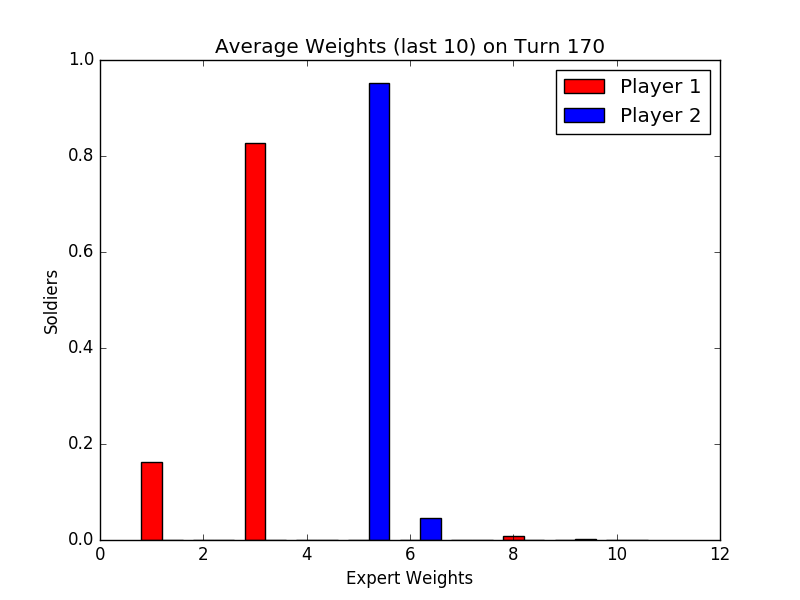 Average Weights (last 10) on Turn 170
1.0
0.8
0.6
0.4
0.2
0.0
Soldiers
Player 1
Player 2
0 2 4 6 8 10 12
Expert Weights